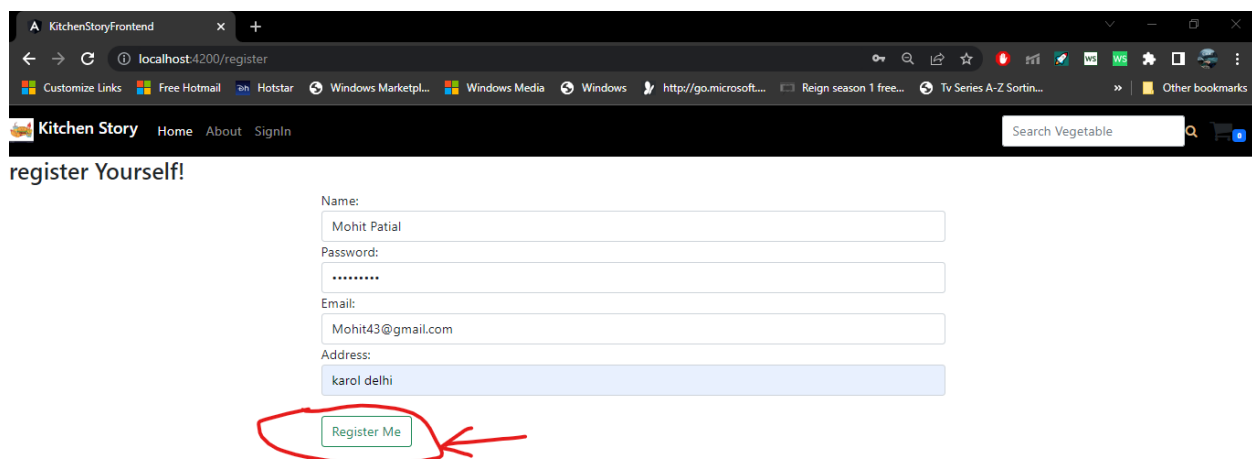 KitchenStoryFrontend
localhost:4200/register
Customize Links Free Hotmail Hotstar Windows Marketpl... Windows Media Windows http://go.microsoft.... Reign season 1 free... Tv Series A-Z Sortin... » Other bookmarks
Kitchen Story Home About SignIn Search Vegetable 0
register Yourself!
Name:
Mohit Patial
Password:
•••••••••
Email:
Mohit43@gmail.com
Address:
karol delhi
Register Me